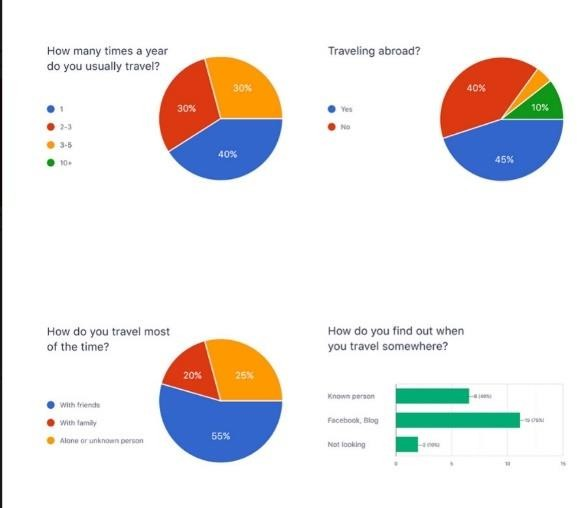 How many times a year
do you usually travel?
1
2-3
3-5
10+
30%
30%
40%
Traveling abroad?
Yes
No
40%
10%
45%
How do you travel most
of the time?
With friends
With family
Alone or unknown person
20%
25%
55%
How do you find out when
you travel somewhere?
Known person
Facebook, Blog
Not looking
0
5
10
15